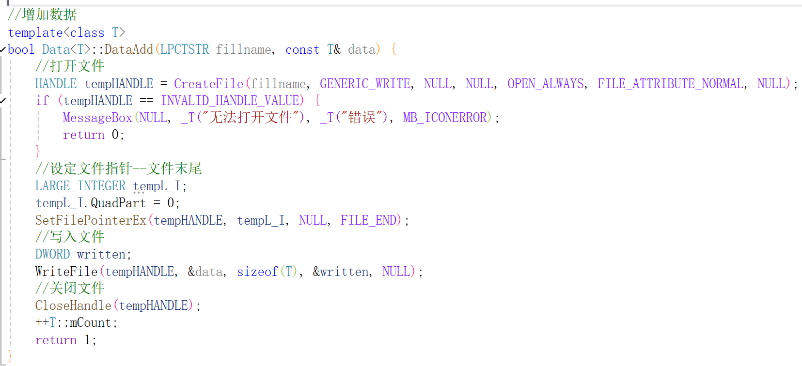 //增加数据
template<class T>
bool Data<T>::DataAdd(LPCTSTR fillname, const T& data) {
//打开文件
HANDLE tempHANDLE = CreateFile(fillname, GENERIC_WRITE, NULL, NULL, OPEN_ALWAYS, FILE_ATTRIBUTE_NORMAL, NULL);
if (tempHANDLE == INVALID_HANDLE_VALUE) {
MessageBox(NULL, _T("无法打开文件"), _T("错误"), MB_ICONERROR);
return 0;
}
//设定文件指针--文件末尾
LARGE_INTEGER tempL_I;
tempL_I.QuadPart = 0;
SetFilePointerEx(tempHANDLE, tempL_I, NULL, FILE_END);
//写入文件
DWORD written;
WriteFile(tempHANDLE, &data, sizeof(T), &written, NULL);
//关闭文件
CloseHandle(tempHANDLE);
++T::mCount;
return 1;
}